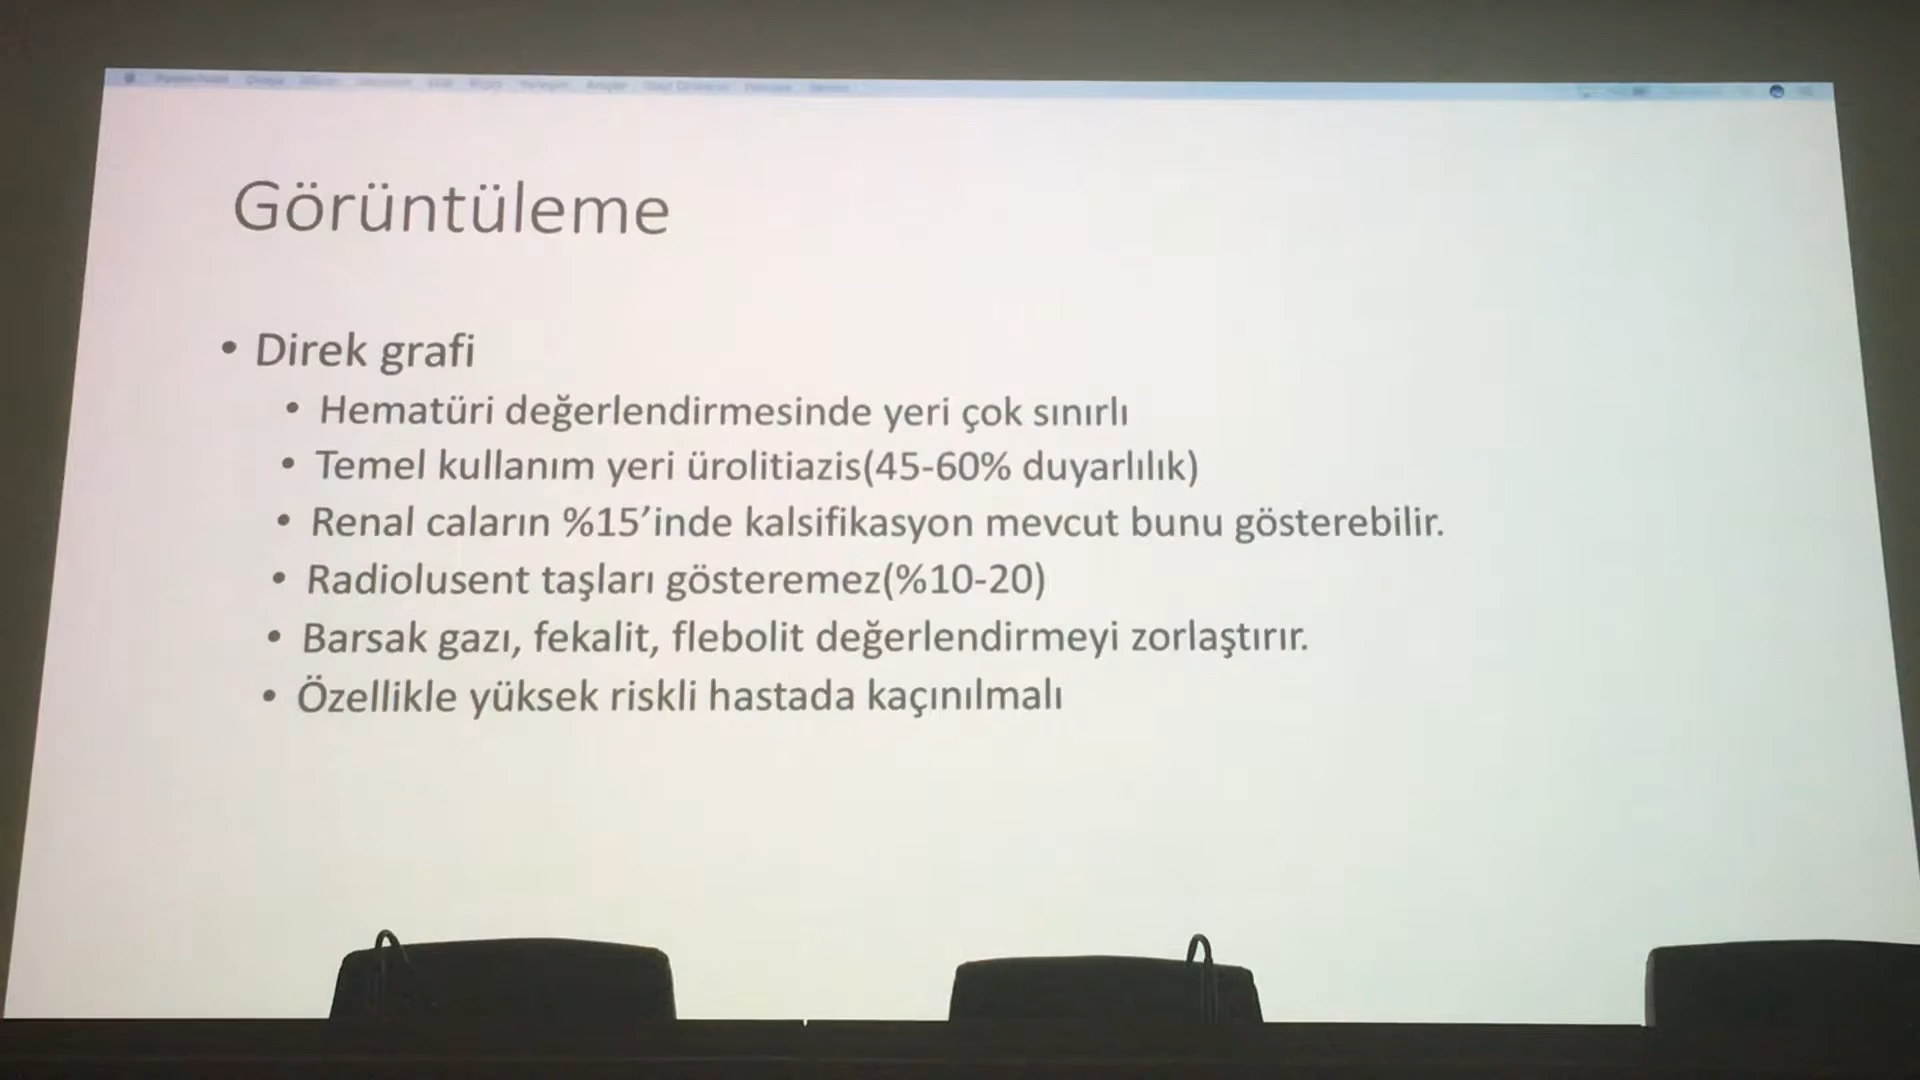 Görüntüleme
• Direk grafi
• Hematüri değerlendirmesinde yeri çok sınırlı
• Temel kullanım yeri ürolitiazis(45-60% duyarlılık)
• Renal caların %15’inde kalsifikasyon mevcut bunu gösterebilir.
• Radiolusent taşları gösteremez(%10-20)
• Barsak gazı, fekalit, flebolit değerlendirmeyi zorlaştırır.
• Özellikle yüksek riskli hastada kaçınılmalı